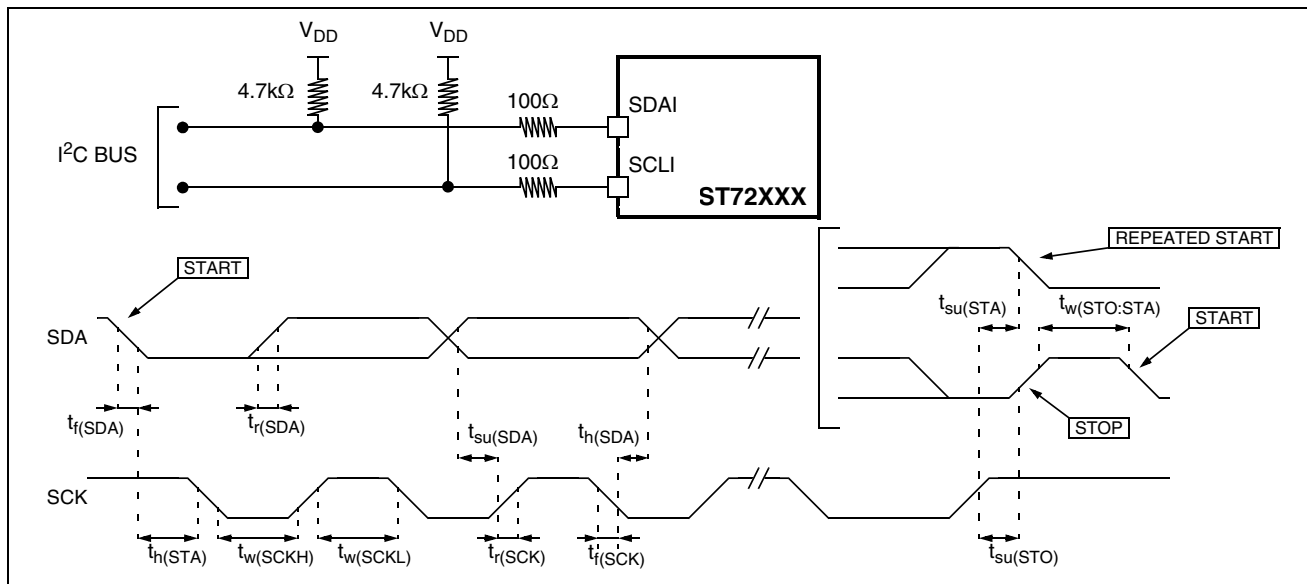 VDD VDD
4.7kΩ 4.7kΩ
100Ω SDAI
I²C BUS
100Ω SCLI
ST72XXX
REPEATED START
START
tsu(STA) tw(STO:STA)
START
SDA
tf(SDA) tr(SDA)
tsu(SDA) th(SDA)
STOP
SCK
th(STA) tw(SCKH) tw(SCKL) tr(SCK) tf(SCK)
tsu(STO)